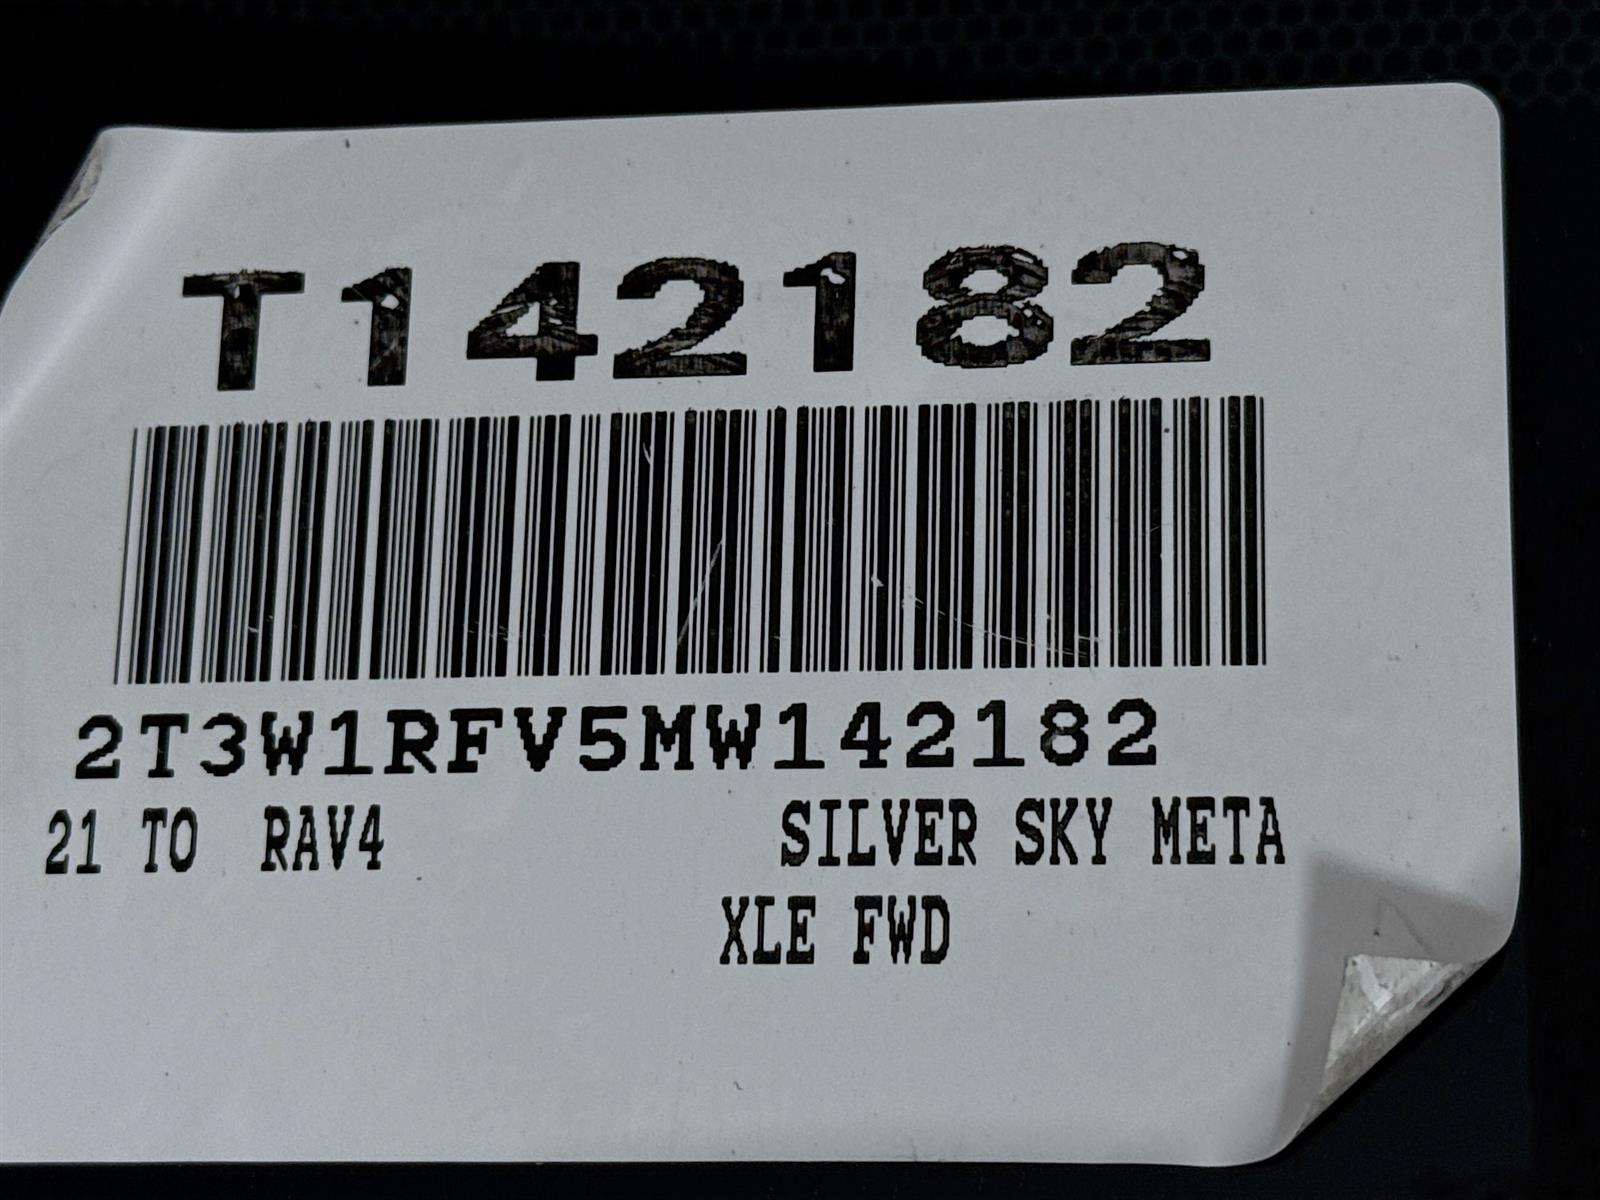 T142182
2T3W1RFV5MW142182
21 TO RAV4 SILVER SKY META
XLE FWD